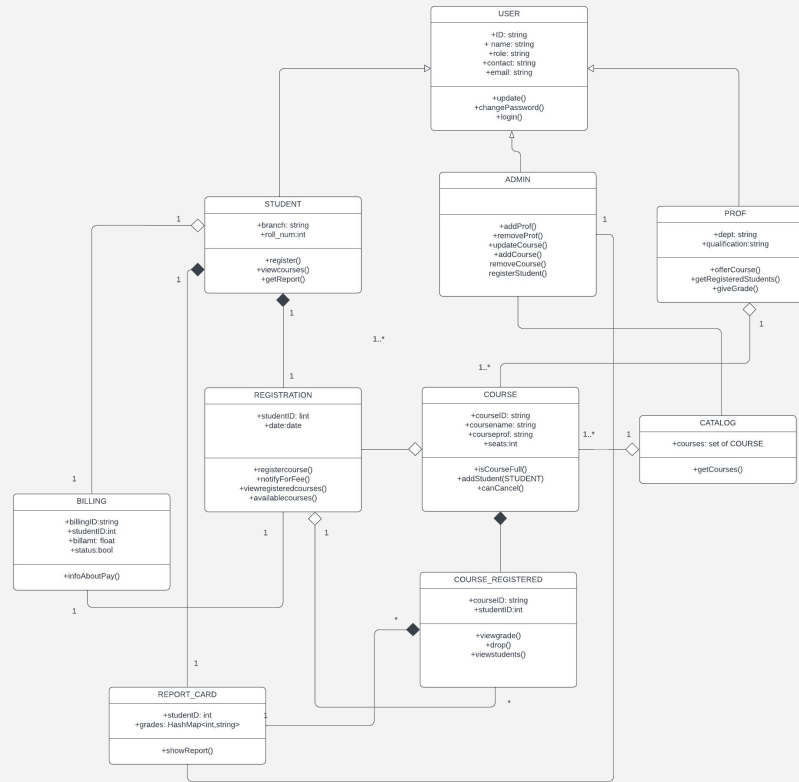 USER
+ID: string
+ name: string
+role: string
+contact: string
+email: string
+update()
+changePassword()
+login()
ADMIN
+addProf()
+removeProf()
+updateCourse()
+addCourse()
removeCourse()
registerStudent()
1
STUDENT
+branch: string
+roll_num:int
+register()
+viewcourses()
+getReport()
1
1
1
PROF
+dept: string
+qualification:string
+offerCourse()
+getRegisteredStudents()
+giveGrade()
1
1..*
1..*
1
REGISTRATION
+studentID: Iint
+date:date
+registercourse()
+notifyForFee()
+viewregisteredcourses()
+availablecourses()
1
1
COURSE
+courseID: string
+coursename: string
+courseprof: string
+seats:int
+isCourseFull()
+addStudent(STUDENT)
+canCancel()
1..*
1
CATALOG
+courses: set of COURSE
+getCourses()
1
BILLING
+billingID:string
+studentID:int
+billamt: float
+status:bool
+infoAboutPay()
1
COURSE_REGISTERED
+courseID: string
+studentID:int
+viewgrade()
+drop()
+viewstudents()
*
*
1
REPORT_CARD
+studentD: int
+grades: HashMap<int,string>
+showReport()
1